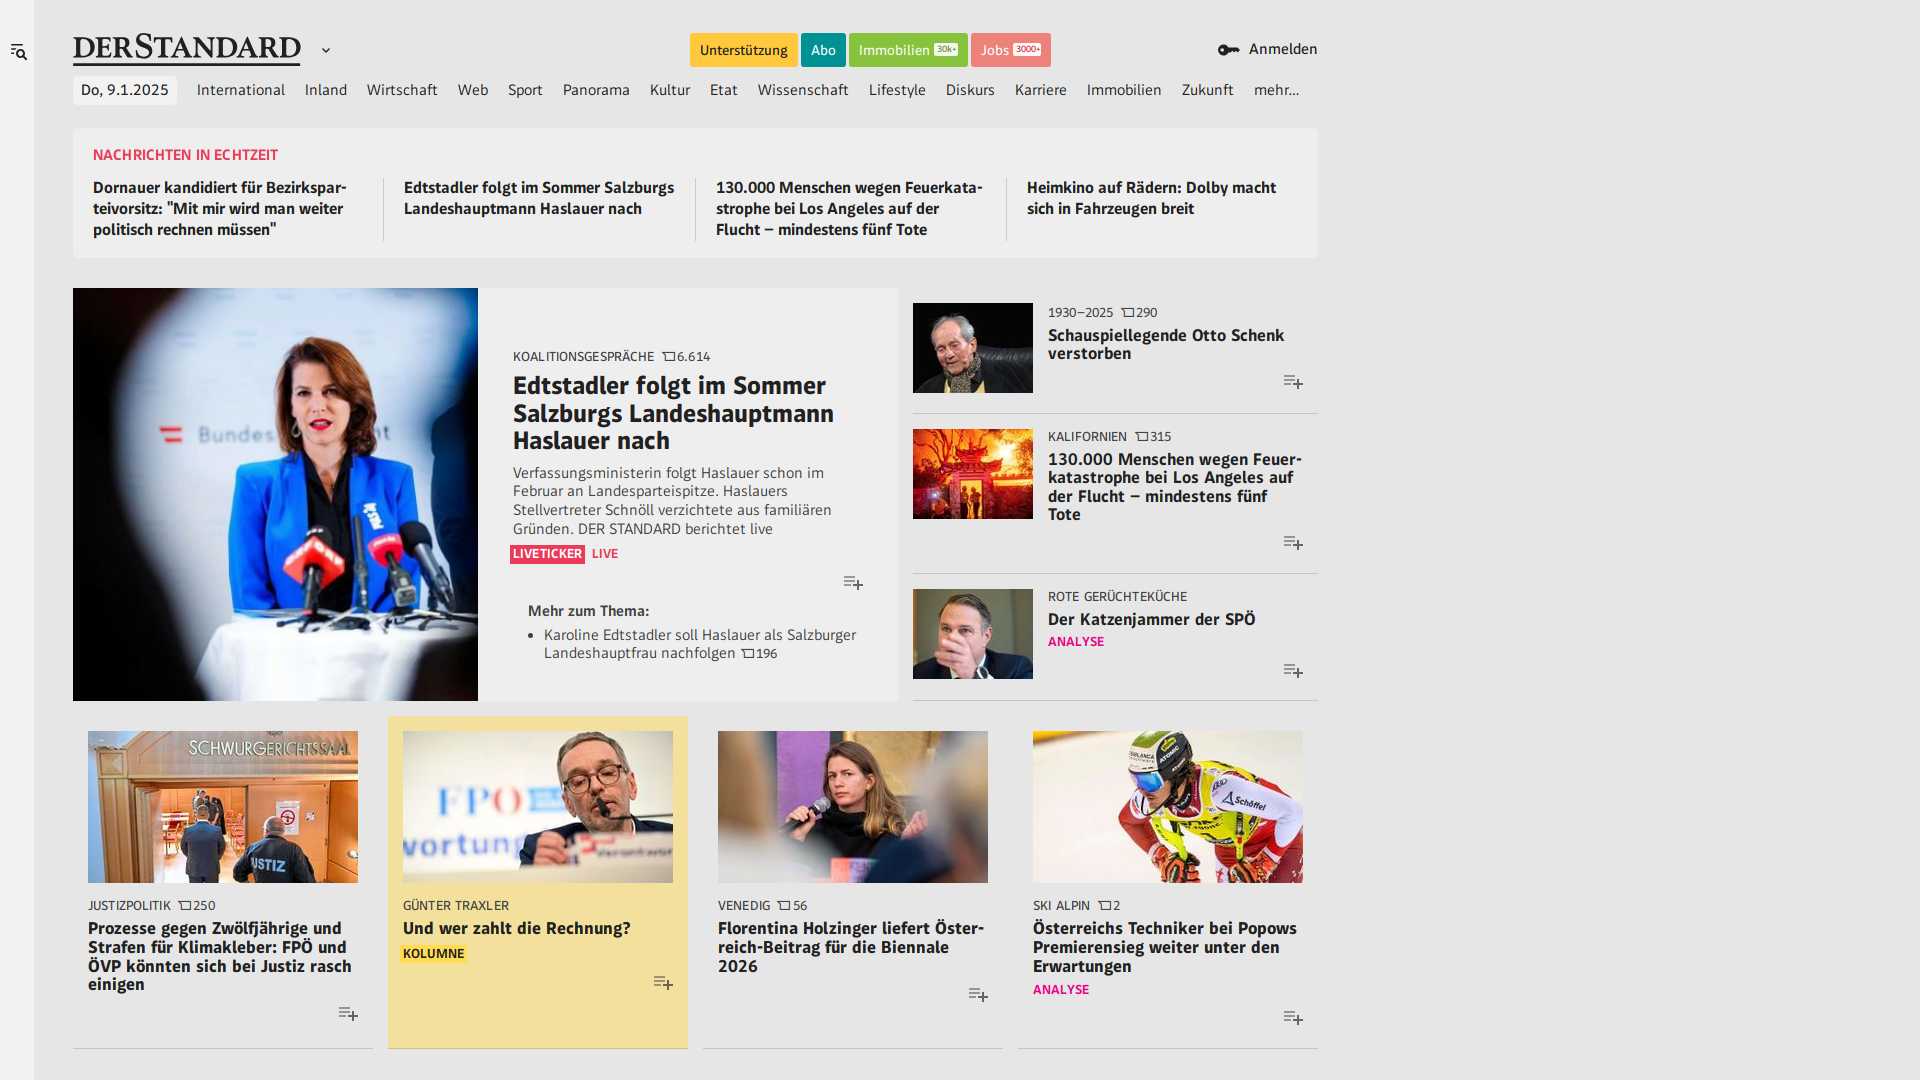 DERSTANDARD
Unterstützung
Abo
Immobilien 30k+
Jobs 3000+
Anmelden
Do, 9.1.2025
International
Inland
Wirtschaft
Web
Sport
Panorama
Kultur
Etat
Wissenschaft
Lifestyle
Diskurs
Karriere
Immobilien
Zukunft
mehr...
NACHRICHTEN IN ECHTZEIT
Dornauer kandidiert für Bezirkspar-
teivorsitz: "Mit mir wird man weiter
politisch rechnen müssen"
Edtstadler folgt im Sommer Salzburgs
Landeshauptmann Haslauer nach
130.000 Menschen wegen Feuerkata-
strophe bei Los Angeles auf der
Flucht – mindestens fünf Tote
Heimkino auf Rädern: Dolby macht
sich in Fahrzeugen breit
KOALITIONSGESPRÄCHE 6.614
Edtstadler folgt im Sommer
Salzburgs Landeshauptmann
Haslauer nach
Verfassungsministerin folgt Haslauer schon im
Februar an Landesparteispitze. Haslauers
Stellvertreter Schnöll verzichtete aus familiären
Gründen. DER STANDARD berichtet live
LIVETICKER LIVE
Mehr zum Thema:
• Karoline Edtstadler soll Haslauer als Salzburger
Landeshauptfrau nachfolgen 196
1930–2025 290
Schauspiellegende Otto Schenk
verstorben
KALIFORNIEN 315
130.000 Menschen wegen Feuer-
katastrophe bei Los Angeles auf
der Flucht – mindestens fünf
Tote
ROTE GERÜCHTEKÜCHE
Der Katzenjammer der SPÖ
ANALYSE
SCHWURGERICHTSSAAL
JUSTIZ
JUSTIZPOLITIK 250
Prozesse gegen Zwölfjährige und
Strafen für Klimakleber: FPÖ und
ÖVP könnten sich bei Justiz rasch
einigen
FPÖ
wortung
GÜNTER TRAXLER
Und wer zahlt die Rechnung?
KOLUMNE
VENEDIG 56
Florentina Holzinger liefert Öster-
reich-Beitrag für die Biennale
2026
ATOMIC
Schöffel
SKI ALPIN 2
Österreichs Techniker bei Popows
Premierensieg weiter unter den
Erwartungen
ANALYSE